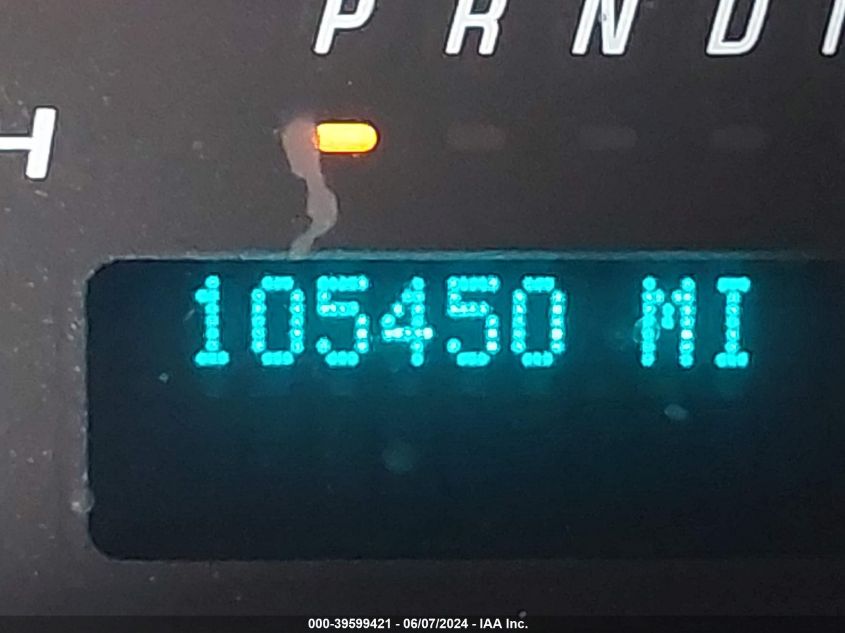 P R N D
H
105450 MI
000-39599421 - 06/07/2024 - IAA Inc.